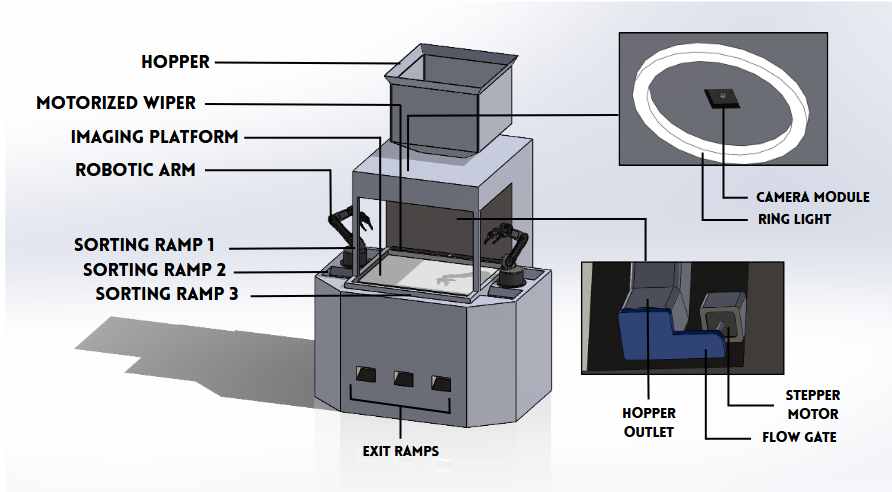 HOPPER
MOTORIZED WIPER
IMAGING PLATFORM
ROBOTIC ARM
SORTING RAMP 1
SORTING RAMP 2
SORTING RAMP 3
CAMERA MODULE
RING LIGHT
HOPPER
OUTLET
STEPPER
MOTOR
FLOW GATE
EXIT RAMPS